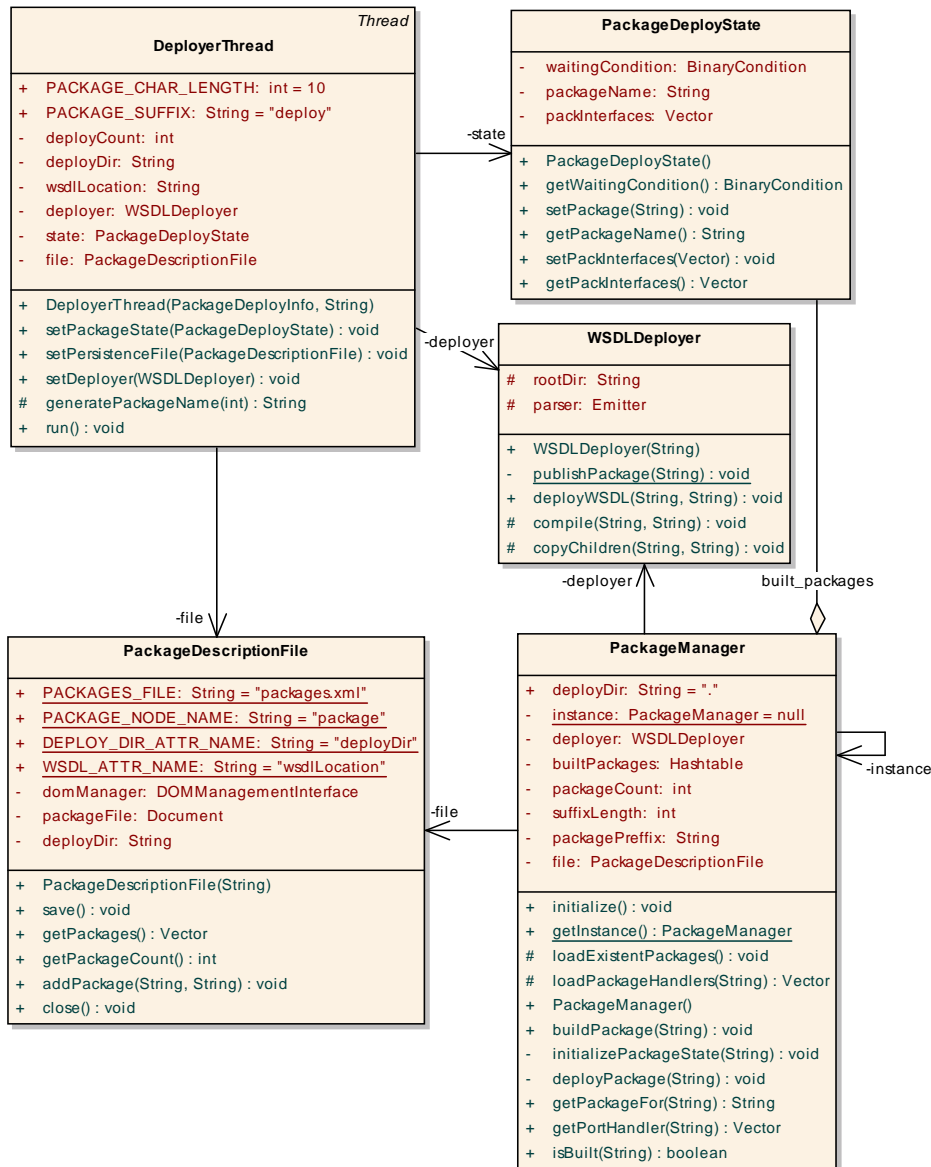 Thread
DeployerThread
+ PACKAGE_CHAR_LENGTH: int = 10
+ PACKAGE_SUFFIX: String = "deploy"
- deployCount: int
- deployDir: String
- wsdlLocation: String
- deployer: WSDLDeployer
- state: PackageDeployState
- file: PackageDescriptionFile
+ DeployerThread(PackageDeployInfo, String)
+ setPackageState(PackageDeployState) : void
+ setPersistenceFile(PackageDescriptionFile) : void
+ setDeployer(WSDLDeployer) : void
# generatePackageName(int) : String
+ run() : void
-state
PackageDeployState
- waitingCondition: BinaryCondition
- packageName: String
- packInterfaces: Vector
+ PackageDeployState()
+ getWaitingCondition() : BinaryCondition
+ setPackage(String) : void
+ getPackageName() : String
+ setPackInterfaces(Vector) : void
+ getPackInterfaces() : Vector
-deployer
WSDLDeployer
# rootDir: String
# parser: Emitter
+ WSDLDeployer(String)
- publishPackage(String) : void
+ deployWSDL(String, String) : void
# compile(String, String) : void
# copyChildren(String, String) : void
-deployer
built_packages
-file
PackageDescriptionFile
+ PACKAGES_FILE: String = "packages.xml"
+ PACKAGE_NODE_NAME: String = "package"
+ DEPLOY_DIR_ATTR_NAME: String = "deployDir"
+ WSDL_ATTR_NAME: String = "wsdlLocation"
- domManager: DOMManagementInterface
- packageFile: Document
- deployDir: String
+ PackageDescriptionFile(String)
+ save() : void
+ getPackages() : Vector
+ getPackageCount() : int
+ addPackage(String, String) : void
+ close() : void
-file
PackageManager
+ deployDir: String = "."
- instance: PackageManager = null
- deployer: WSDLDeployer
- builtPackages: Hashtable
- packageCount: int
- suffixLength: int
- packagePreffix: String
- file: PackageDescriptionFile
+ initialize() : void
+ getInstance() : PackageManager
# loadExistentPackages() : void
# loadPackageHandlers(String) : Vector
+ PackageManager()
+ buildPackage(String) : void
- initializePackageState(String) : void
- deployPackage(String) : void
+ getPackageFor(String) : String
+ getPortHandler(String) : Vector
+ isBuilt(String) : boolean
-instance